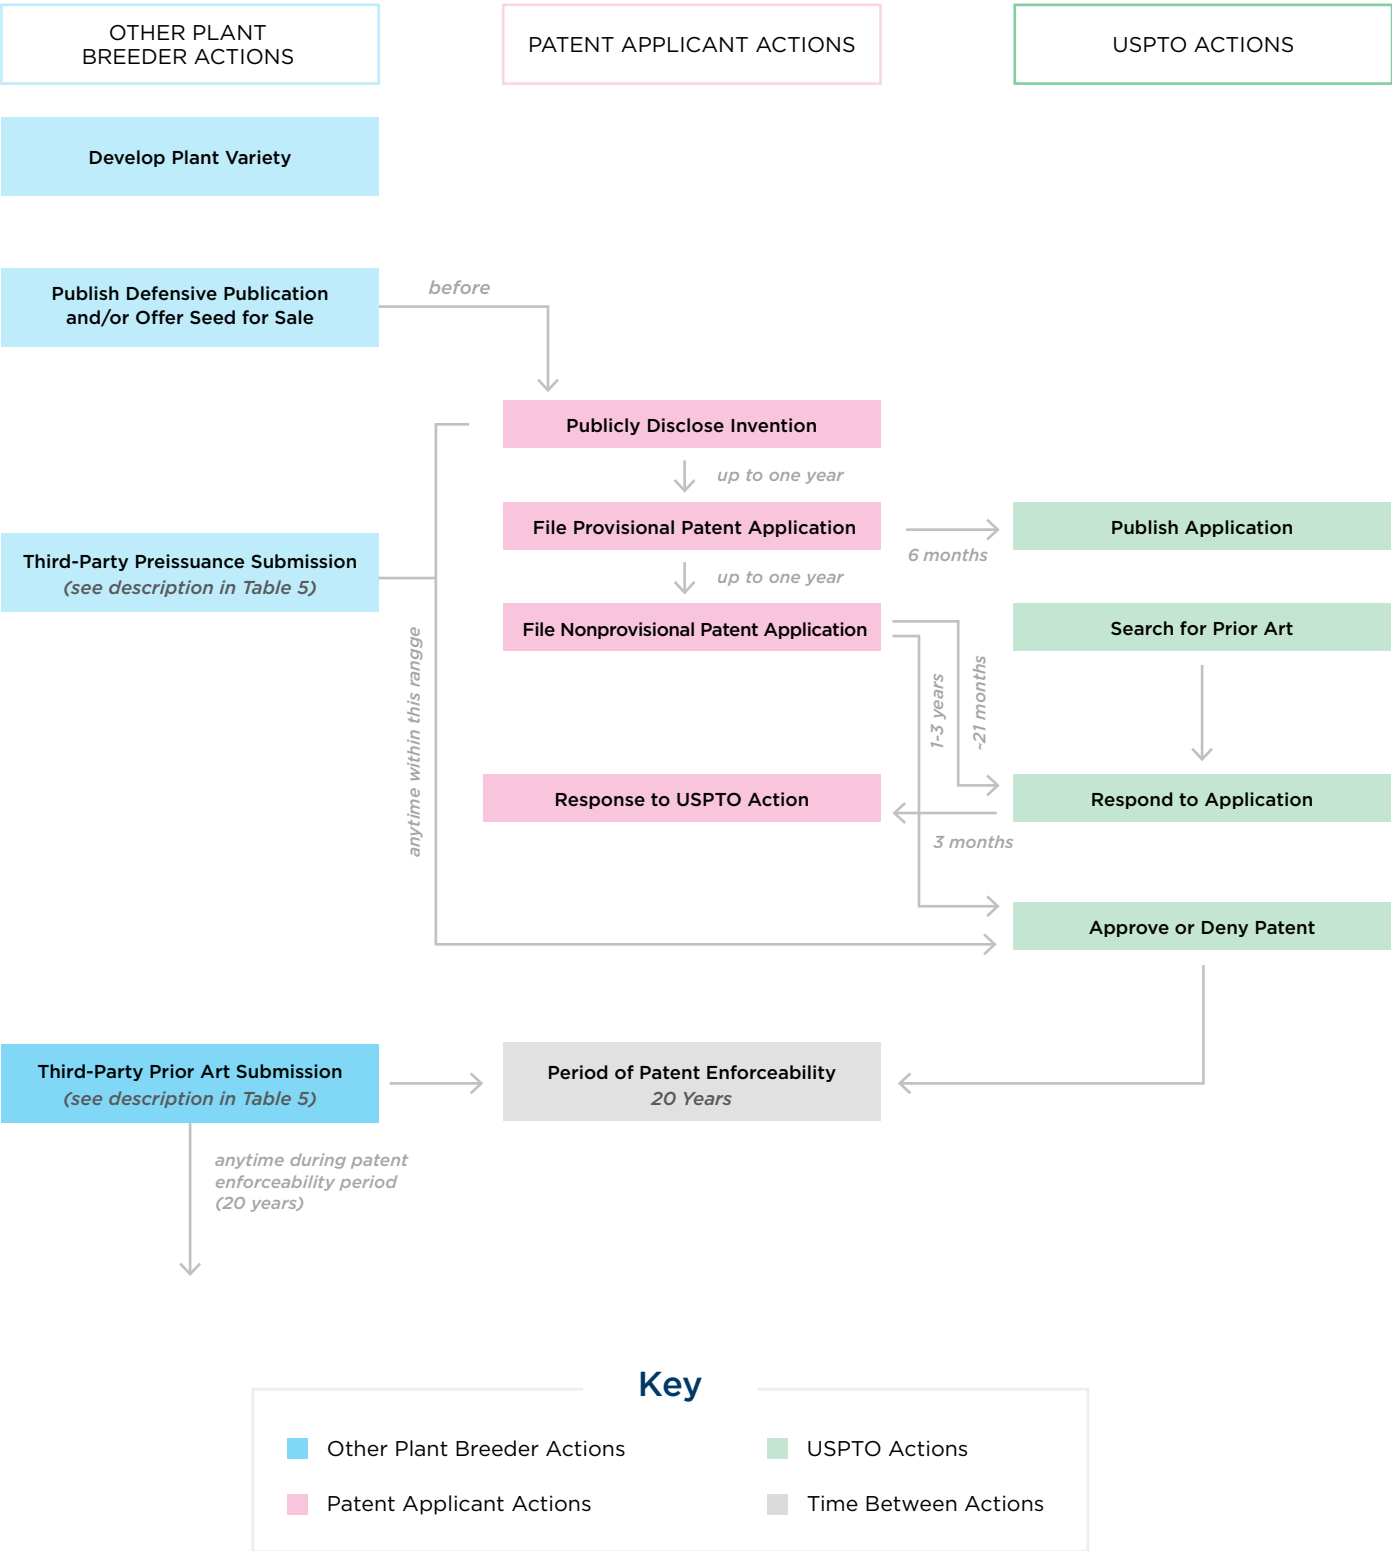 OTHER PLANT
BREEDER ACTIONS
PATENT APPLICANT ACTIONS
USPTO ACTIONS
Develop Plant Variety
Publish Defensive Publication
and/or Offer Seed for Sale
before
Publicly Disclose Invention
up to one year
File Provisional Patent Application
6 months
Publish Application
Third-Party Preissuance Submission
(see description in Table 5)
up to one year
File Nonprovisional Patent Application
Search for Prior Art
anytime within this rangge
1-3 years
~21 months
Response to USPTO Action
Respond to Application
3 months
Approve or Deny Patent
Third-Party Prior Art Submission
(see description in Table 5)
Period of Patent Enforceability
20 Years
anytime during patent
enforceability period
(20 years)
Key
Other Plant Breeder Actions
USPTO Actions
Patent Applicant Actions
Time Between Actions